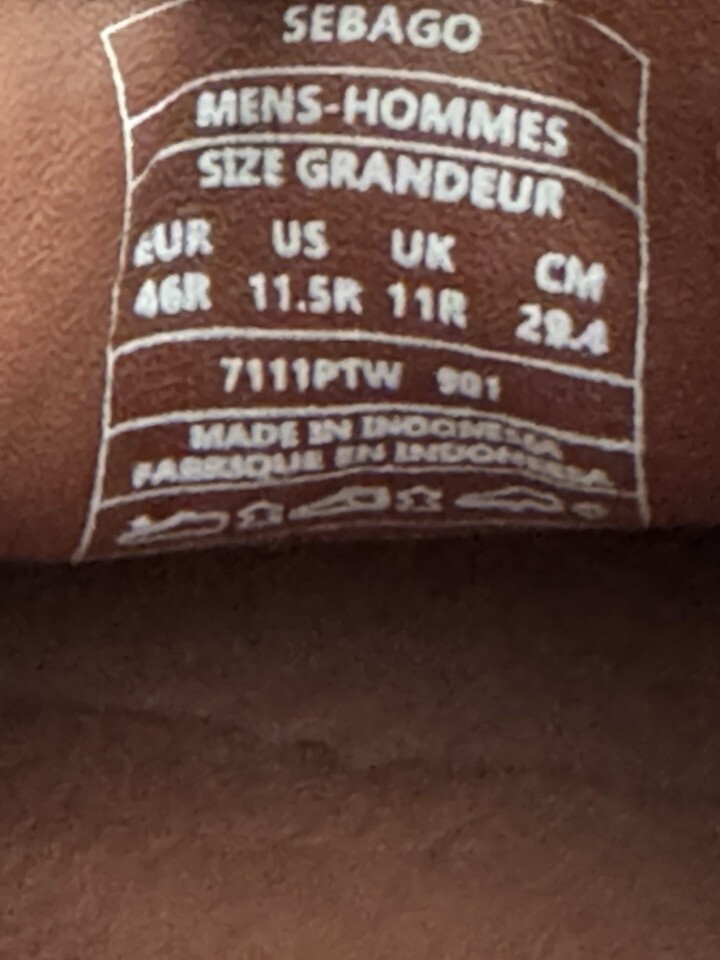 SEBAGO
MENS-HOMMES
SIZE GRANDEUR
EUR US UK CM
46R 11.5R 11R 29.4
7111PTW 901
MADE IN INDONESIA
FABRIQUE EN INDONESIA